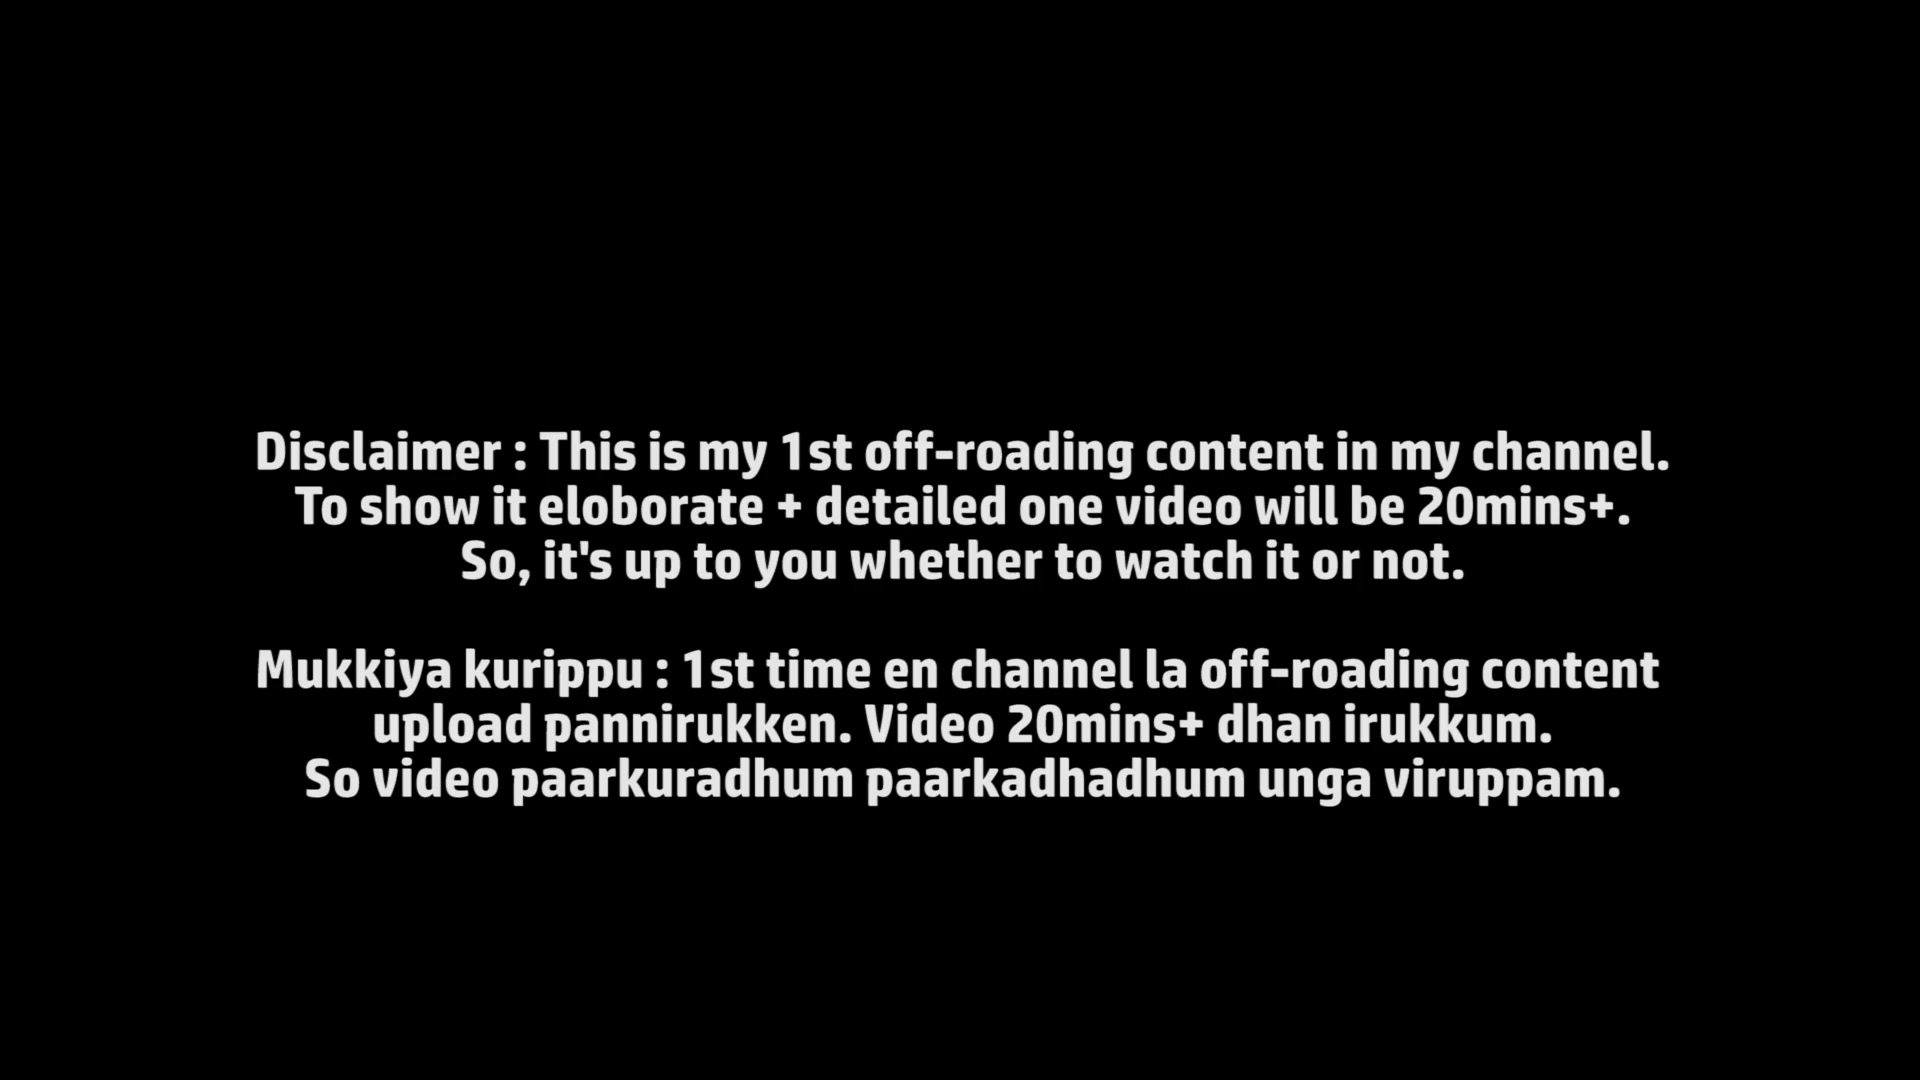 Disclaimer : This is my 1st off-roading content in my channel.
To show it eloborate + detailed one video will be 20mins+.
So, it's up to you whether to watch it or not.
Mukkiya kurippu : 1st time en channel la off-roading content
upload pannirukken. Video 20mins+ dhan irukkum.
So video paarkuradhum paarkadhadhum unga viruppam.